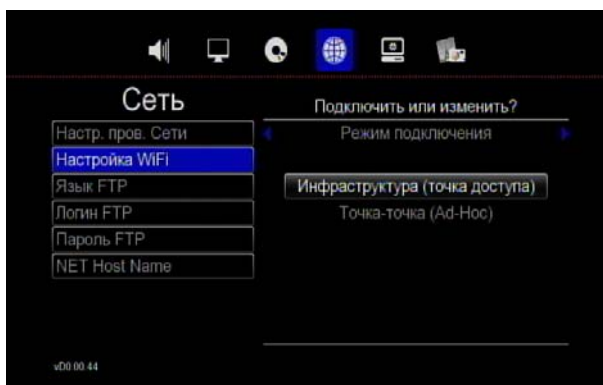 Сеть
Настр. пров. Сети
Настройка WiFi
Язык FTP
Логин FTP
Пароль FTP
NET Host Name
Подключить или изменить?
Режим подключения
Инфраструктура (точка доступа)
Точка-точка (Ad-Hoc)
vD0.00.44